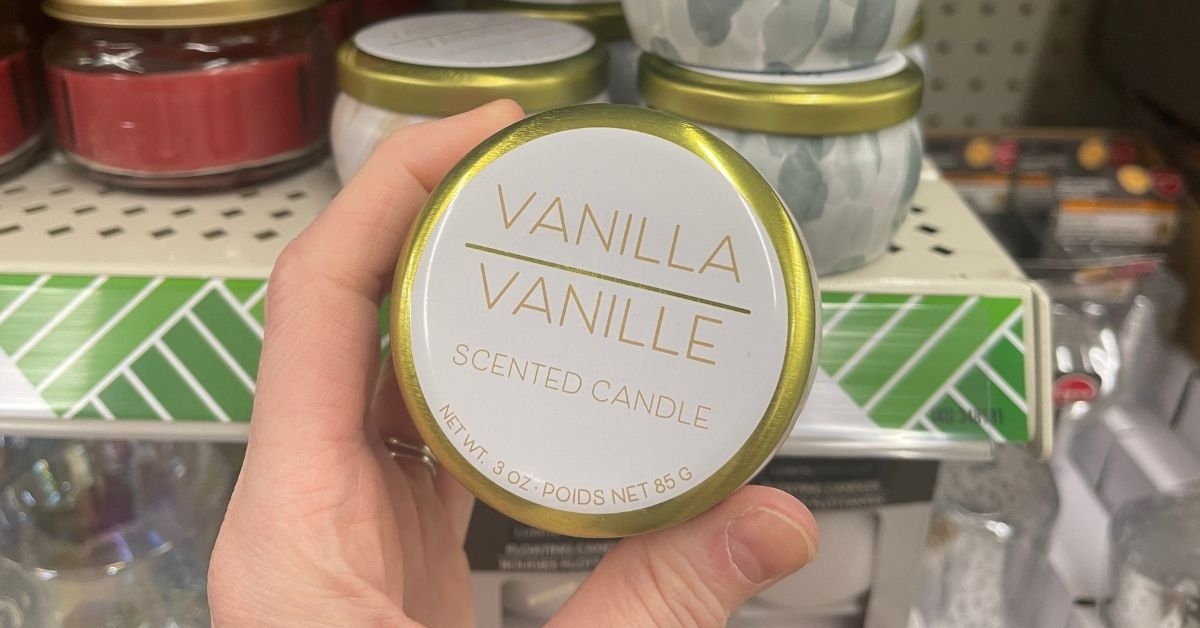 VANILLA
VANILLE
SCENTED CANDLE
NET WT. 3 OZ · POIDS NET 85 G